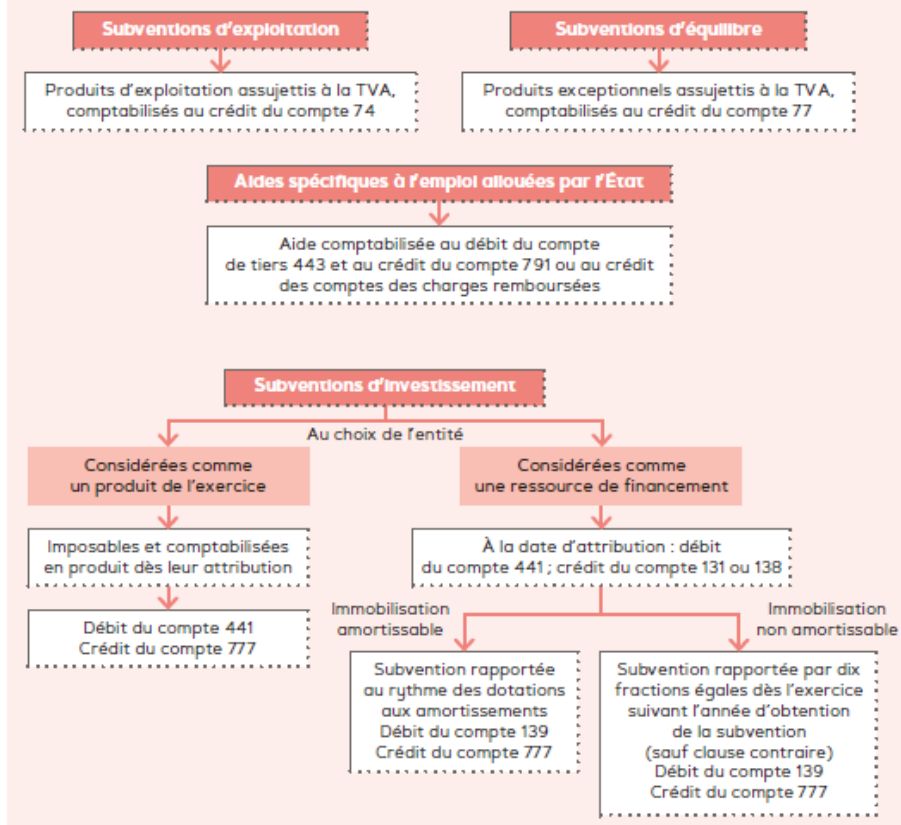 Subventions d'exploitation
Produits d'exploitation assujettis à la TVA,
comptabilisés au crédit du compte 74
Subventions d'équilibre
Produits exceptionnels assujettis à la TVA,
comptabilisés au crédit du compte 77
Aides spécifiques à l'emploi allouées par l'État
Aide comptabilisée au débit du compte
de tiers 443 et au crédit du compte 791 ou au crédit
des comptes des charges remboursées
Subventions d'investissement
Au choix de l'entité
Considérées comme
un produit de l'exercice
Imposables et comptabilisées
en produit dès leur attribution
Débit du compte 441
Crédit du compte 777
Considérées comme
une ressource de financement
À la date d'attribution : débit
du compte 441 ; crédit du compte 131 ou 138
Immobilisation
amortissable
Subvention rapportée
au rythme des dotations
aux amortissements
Débit du compte 139
Crédit du compte 777
Immobilisation
non amortissable
Subvention rapportée par dix
fractions égales dès l'exercice
suivant l'année d'obtention
de la subvention
(sauf clause contraire)
Débit du compte 139
Crédit du compte 777